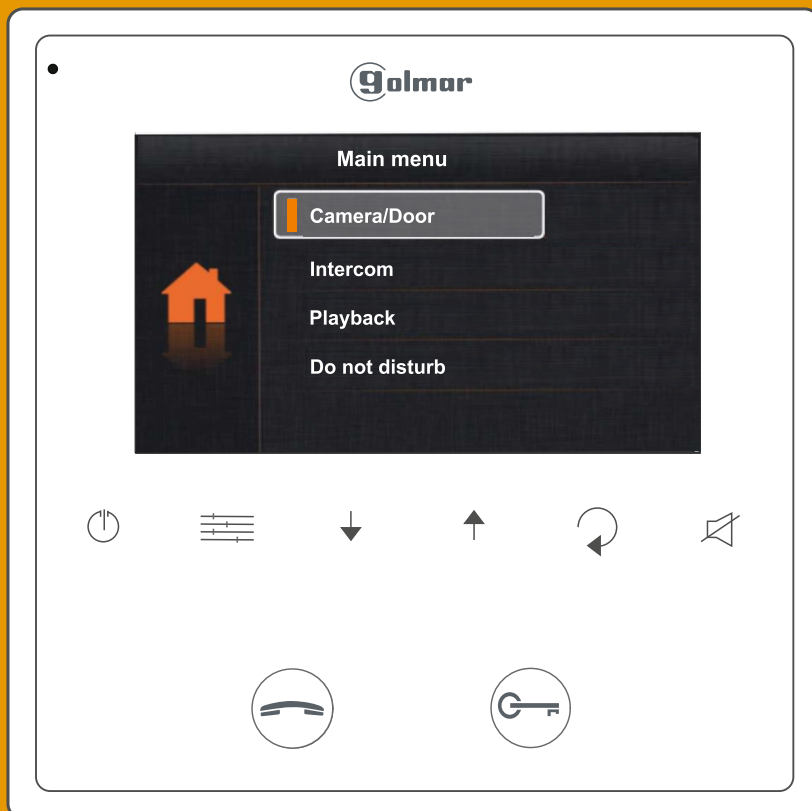 golmar
Main menu
Camera/Door
Intercom
Playback
Do not disturb